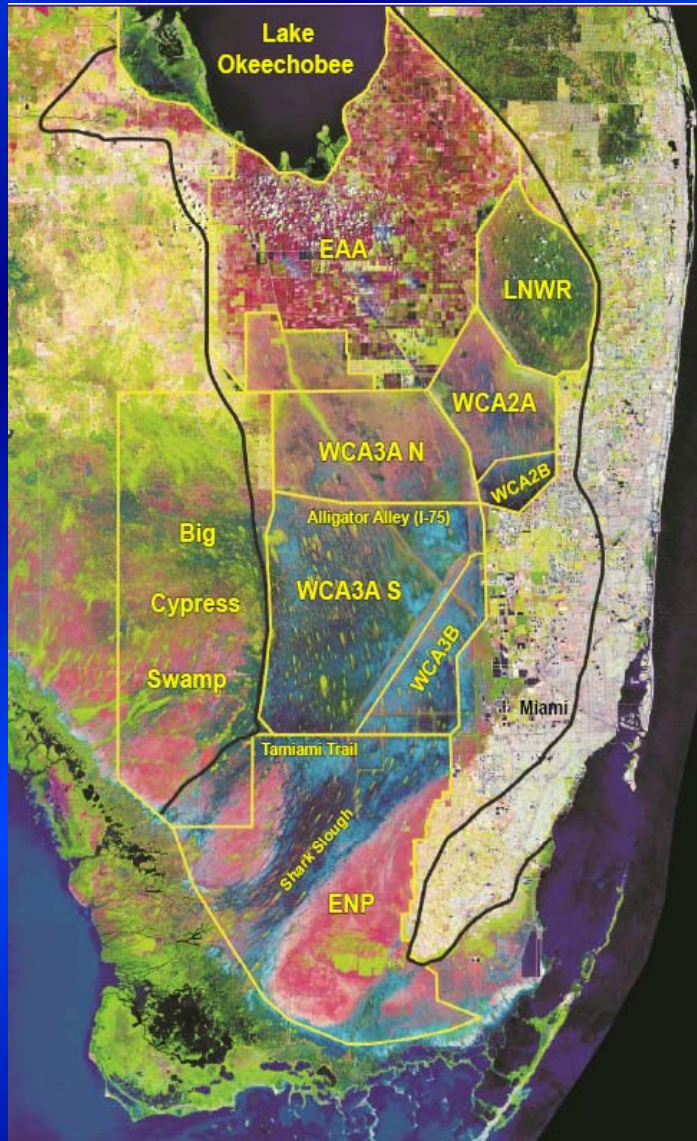 Lake
Okeechobee
EAA
LNWR
WCA2A
WCA3A N
WCA2B
Alligator Alley (I-75)
Big
WCA3A S
Cypress
WCA3B
Swamp
Miami
Tamiami Trail
Shark Slough
ENP